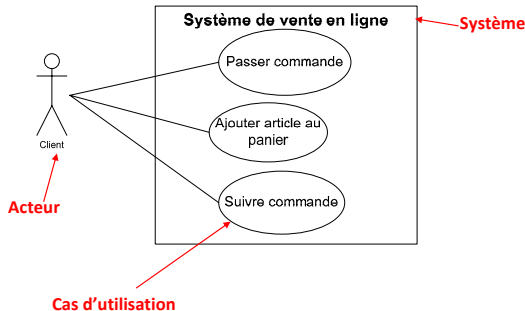 Système de vente en ligne
Système
Passer commande
Ajouter article au
panier
Client
Suivre commande
Acteur
Cas d’utilisation